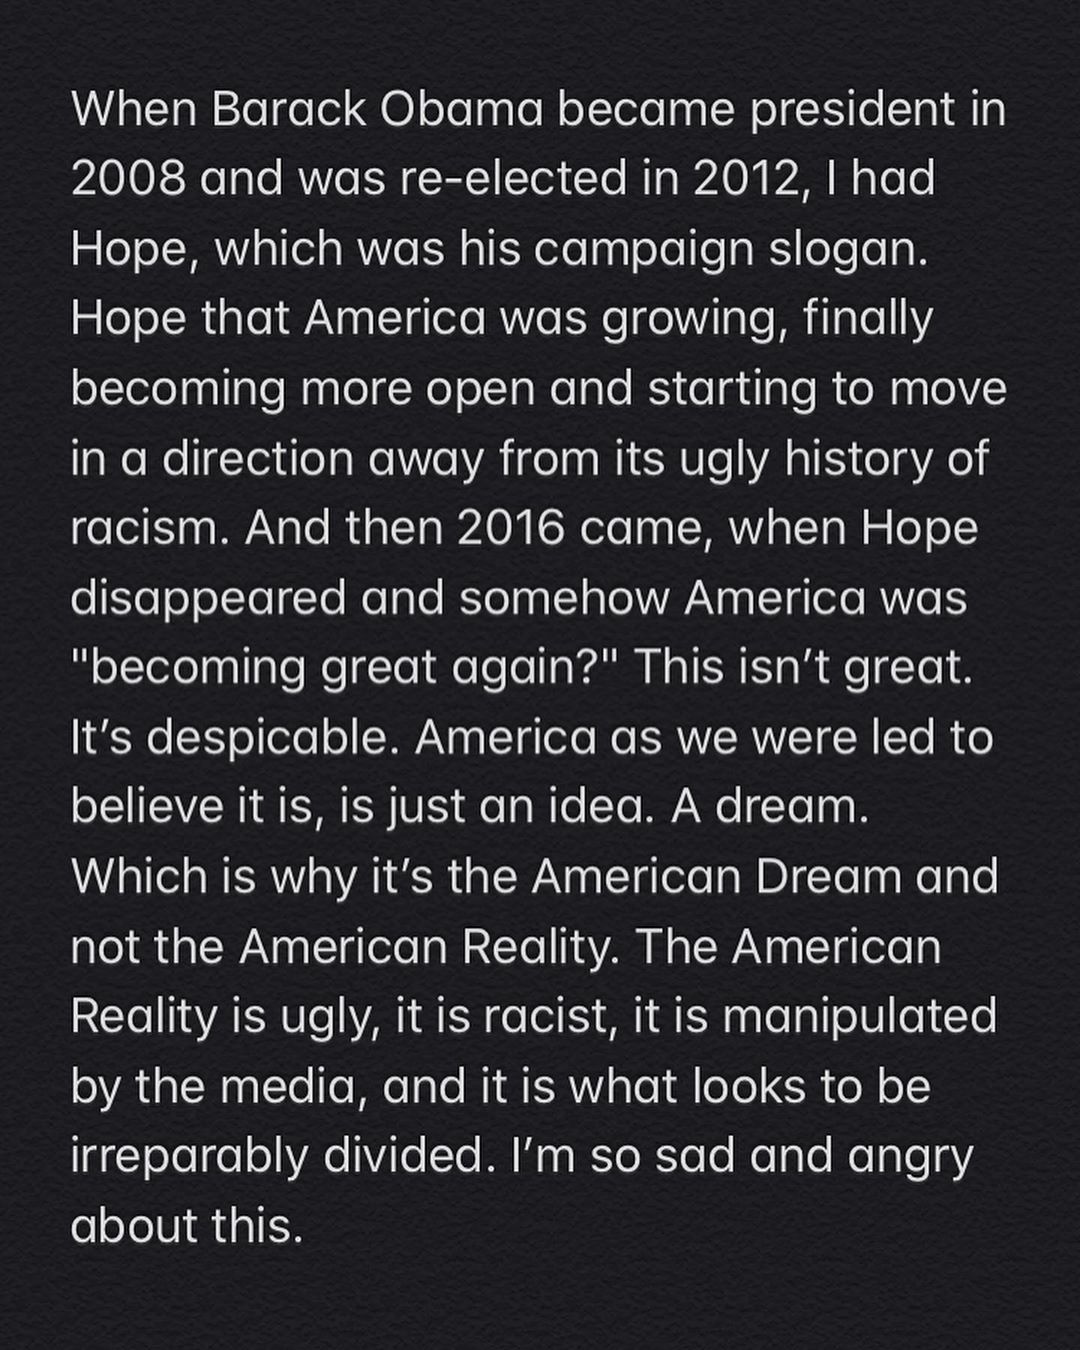 When Barack Obama became president in
2008 and was re-elected in 2012, I had
Hope, which was his campaign slogan.
Hope that America was growing, finally
becoming more open and starting to move
in a direction away from its ugly history of
racism. And then 2016 came, when Hope
disappeared and somehow America was
"becoming great again?" This isn’t great.
It’s despicable. America as we were led to
believe it is, is just an idea. A dream.
Which is why it’s the American Dream and
not the American Reality. The American
Reality is ugly, it is racist, it is manipulated
by the media, and it is what looks to be
irreparably divided. I’m so sad and angry
about this.